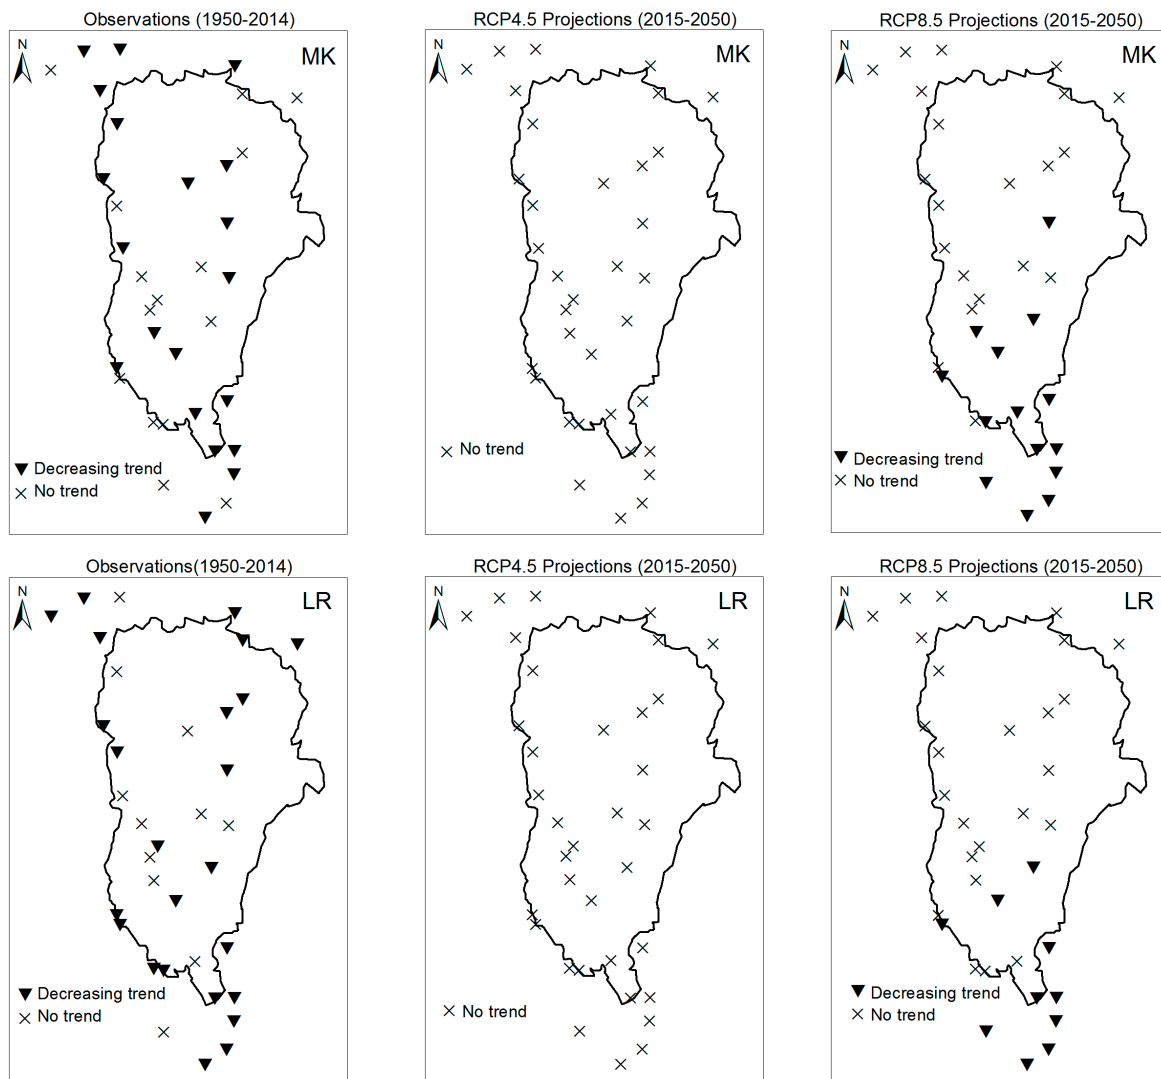 Observations (1950-2014)
N
MK
Decreasing trend
No trend
RCP4.5 Projections (2015-2050)
N
MK
No trend
RCP8.5 Projections (2015-2050)
N
MK
Decreasing trend
No trend
Observations(1950-2014)
N
LR
Decreasing trend
No trend
RCP4.5 Projections (2015-2050)
N
LR
No trend
RCP8.5 Projections (2015-2050)
N
LR
Decreasing trend
No trend